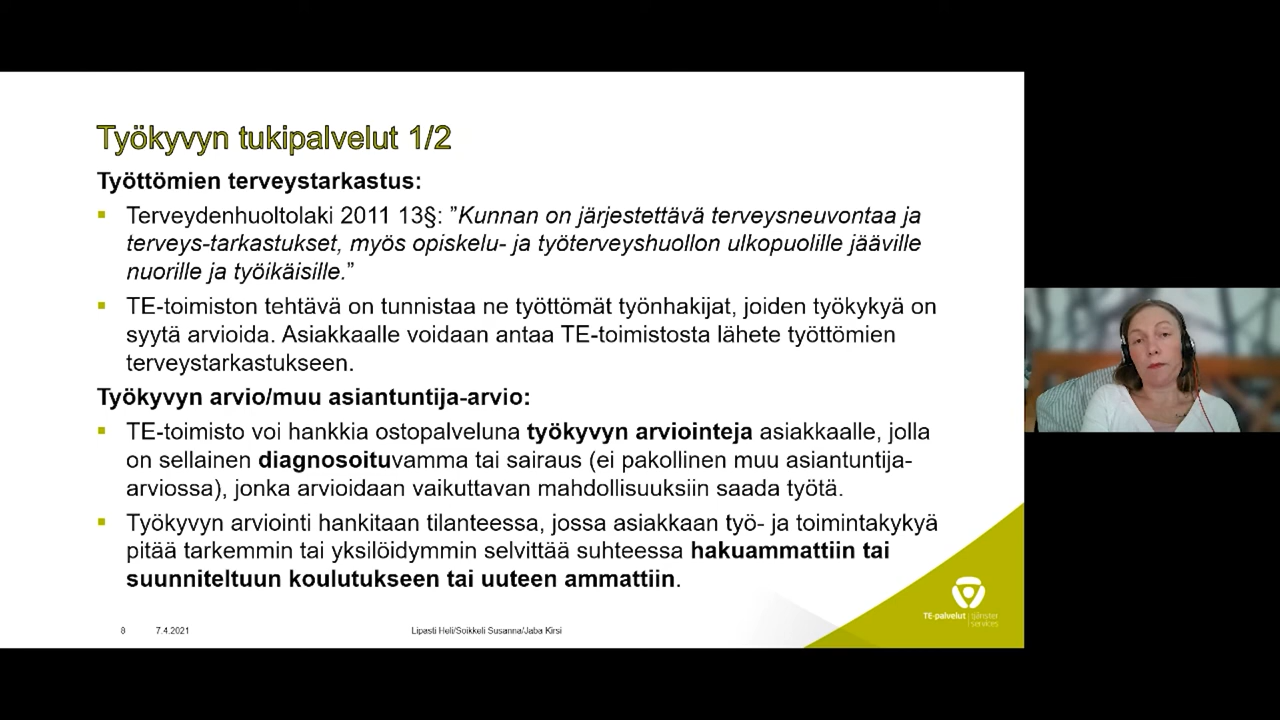 Työkyvyn tukipalvelut 1/2
Työttömien terveystarkastus:
▪ Terveydenhuoltolaki 2011 13§: ”Kunnan on järjestettävä terveysneuvontaa ja
terveys-tarkastukset, myös opiskelu- ja työterveyshuollon ulkopuolille jääville
nuorille ja työikäisille.”
▪ TE-toimiston tehtävä on tunnistaa ne työttömät työnhakijat, joiden työkykyä on
syytä arvioida. Asiakkaalle voidaan antaa TE-toimistosta lähete työttömien
terveystarkastukseen.
Työkyvyn arvio/muu asiantuntija-arvio:
▪ TE-toimisto voi hankkia ostopalveluna työkyvyn arviointeja asiakkaalle, jolla
on sellainen diagnosoituvamma tai sairaus (ei pakollinen muu asiantuntija-
arviossa), jonka arvioidaan vaikuttavan mahdollisuuksiin saada työtä.
▪ Työkyvyn arviointi hankitaan tilanteessa, jossa asiakkaan työ- ja toimintakykyä
pitää tarkemmin tai yksilöidymmin selvittää suhteessa hakuammattiin tai
suunniteltuun koulutukseen tai uuteen ammattiin.
TE-palvelut tjänster
services
8 7.4.2021 Lipasti Heli/Soikkeli Susanna/Jaba Kirsi